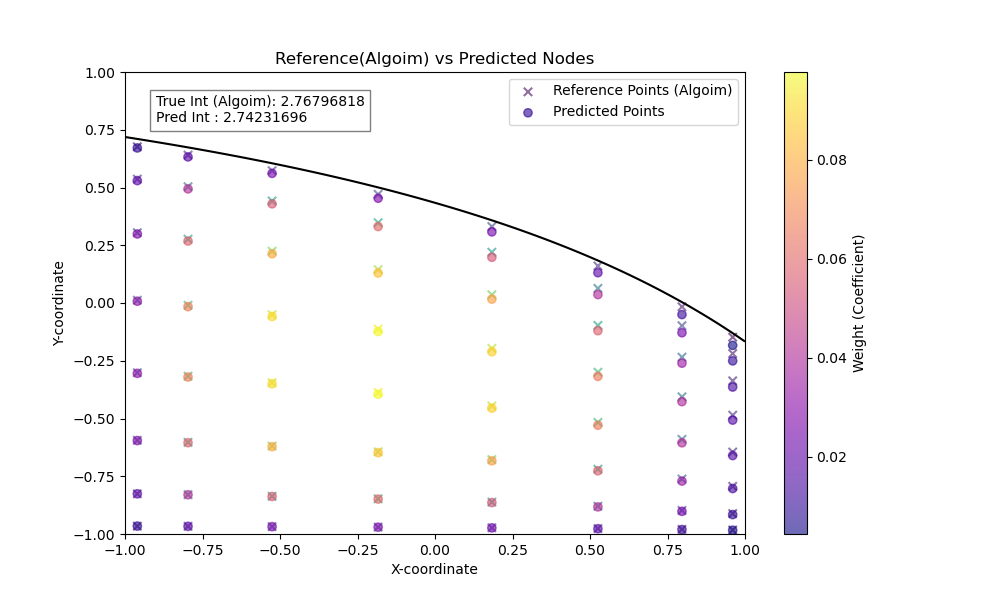 Reference(Algoim) vs Predicted Nodes
True Int (Algoim): 2.76796818
Pred Int : 2.74231696
Reference Points (Algoim)
Predicted Points
1.00
0.75
0.50
0.25
0.00
−0.25
−0.50
−0.75
−1.00
Y-coordinate
−1.00
−0.75
−0.50
−0.25
0.00
0.25
0.50
0.75
1.00
X-coordinate
0.08
0.06
0.04
0.02
Weight (Coefficient)